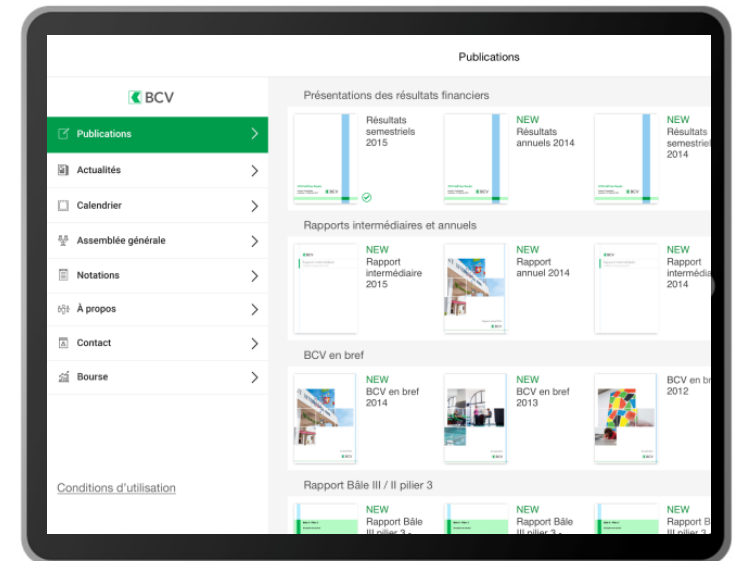 Publications
BCV
Publications
Actualités
Calendrier
Assemblée générale
Notations
À propos
Contact
Bourse
Conditions d'utilisation
Présentations des résultats financiers
Résultats
semestriels
2015
NEW
Résultats
annuels 2014
NEW
Résultats
semestriel
2014
Rapports intermédiaires et annuels
NEW
Rapport
intermédiaire
2015
NEW
Rapport
annuel 2014
NEW
Rapport
intermédia
2014
BCV en bref
NEW
BCV en bref
2014
NEW
BCV en bref
2013
BCV en br
2012
Rapport Bâle III / II pilier 3
NEW
Rapport Bâle
III pilier 3 -
NEW
Rapport Bâle
III pilier 3 -
NEW
Rapport B
III pilier 3 -